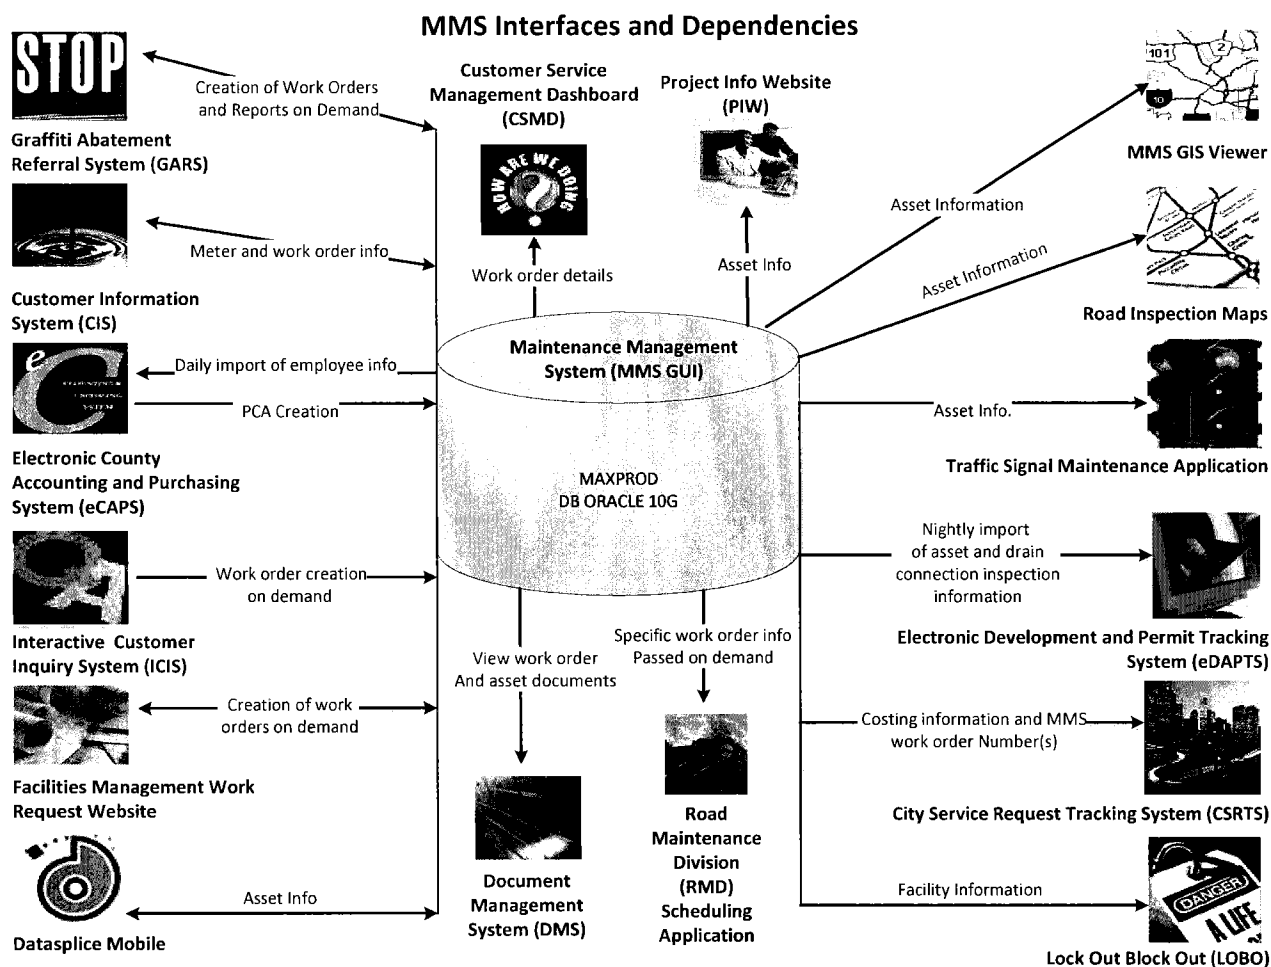 MMS Interfaces and Dependencies
STOP
Creation of Work Orders
and Reports on Demand
Graffiti Abatement
Referral System (GARS)
Customer Service
Management Dashboard
(CSMD)
HOW ARE WE DOING
Work order details
Project Info Website
(PIW)
Asset Info
101
2
10
MMS GIS Viewer
Asset Information
Asset Information
Road Inspection Maps
Meter and work order info
Customer Information
System (CIS)
Daily import of employee info
PCA Creation
e
C
SYSTEM
Electronic County
Accounting and Purchasing
System (eCAPS)
Maintenance Management
System (MMS GUI)
MAXPROD
DB ORACLE 10G
Asset Info.
Traffic Signal Maintenance Application
Work order creation
on demand
Interactive Customer
Inquiry System (ICIS)
Nightly import
of asset and drain
connection inspection
information
Electronic Development and Permit Tracking
System (eDAPTS)
View work order
And asset documents
Specific work order info
Passed on demand
Creation of work
orders on demand
Facilities Management Work
Request Website
Costing information and MMS
work order Number(s)
City Service Request Tracking System (CSRTS)
Asset Info
Datasplice Mobile
Document
Management
System (DMS)
Road
Maintenance
Division
(RMD)
Scheduling
Application
Facility Information
DANGER
A LIFE
Lock Out Block Out (LOBO)